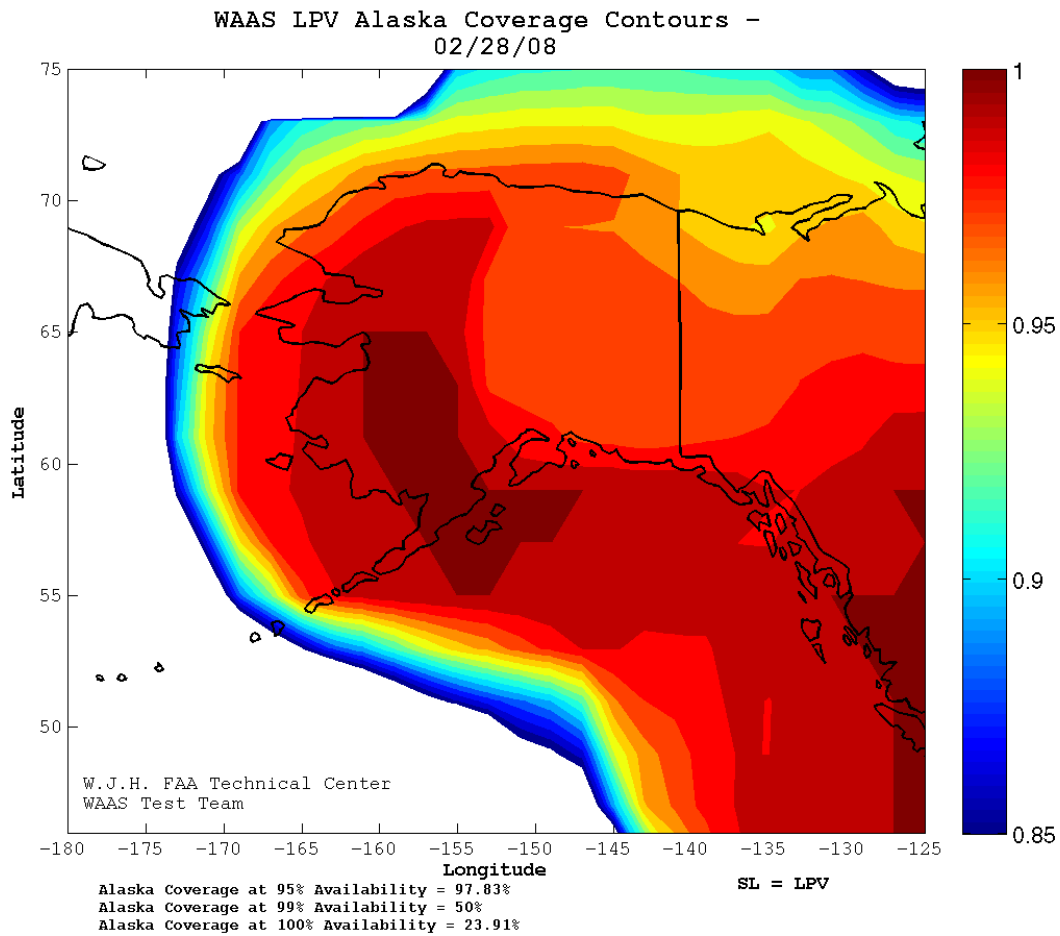 WAAS LPV Alaska Coverage Contours -
02/28/08
75
70
65
60
55
50
Latitude
W.J.H. FAA Technical Center
WAAS Test Team
-180 -175 -170 -165 -160 -155 -150 -145 -140 -135 -130 -125
Longitude
1
0.95
0.9
0.85
SL = LPV
Alaska Coverage at 95% Availability = 97.83%
Alaska Coverage at 99% Availability = 50%
Alaska Coverage at 100% Availability = 23.91%